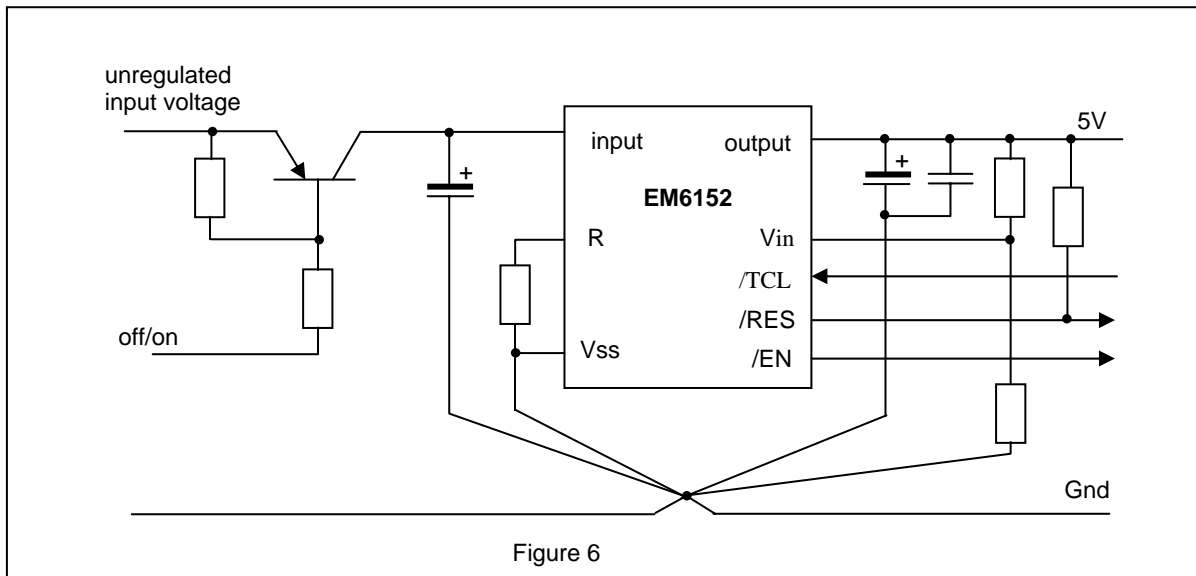 unregulated
input voltage
input
output
5V
+
+
EM6152
R
Vin
/TCL
/RES
off/on
Vss
/EN
Gnd
Figure 6